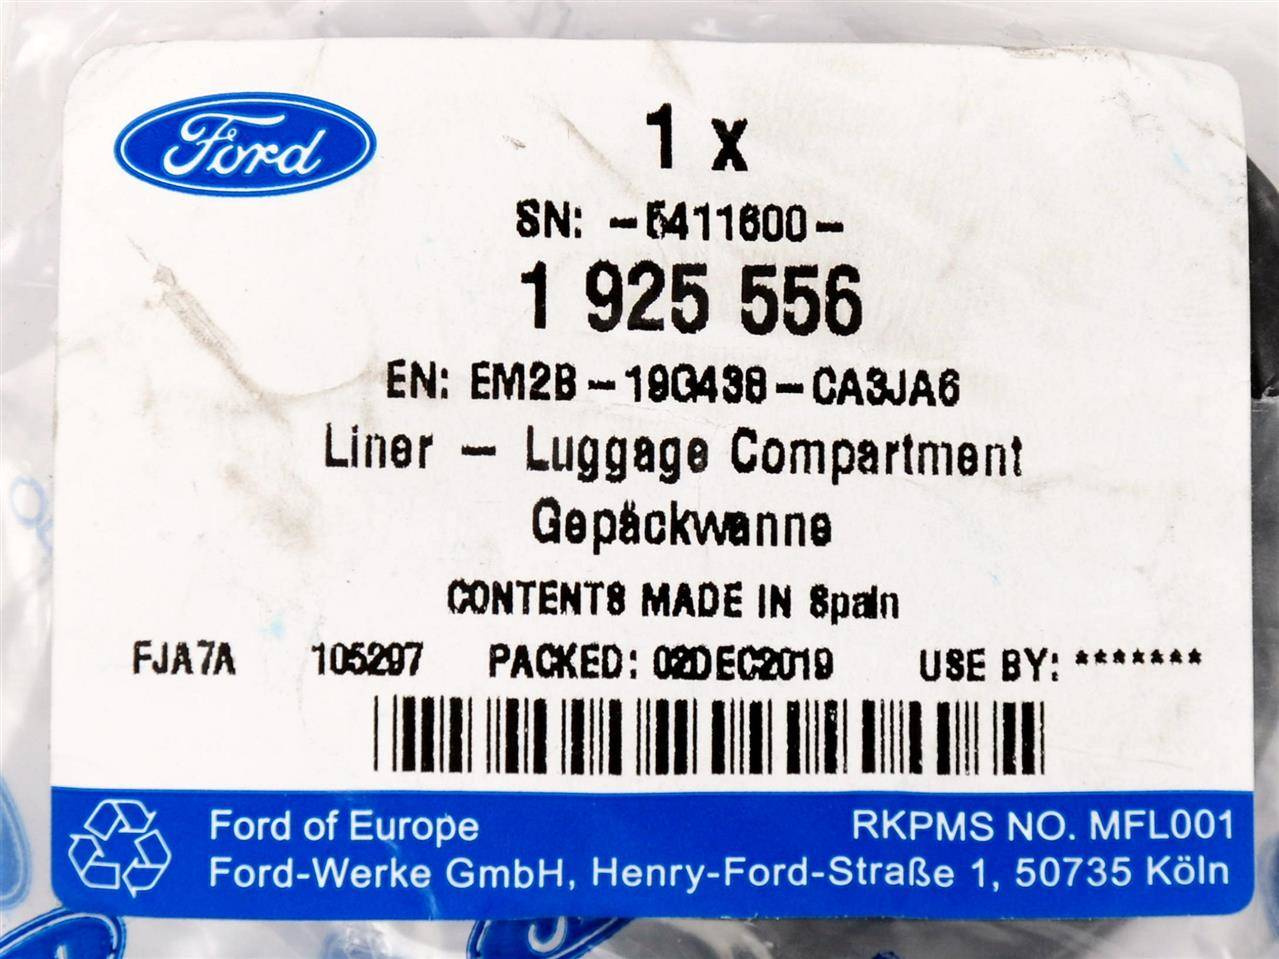 Ford
1 x
SN: -5411600-
1 925 556
EN: EM2B-19G438-CA3JA6
Liner - Luggage Compartment
Gepäckwanne
CONTENTS MADE IN Spain
FJA7A 105297 PACKED: 02DEC2019 USE BY: *******
Ford of Europe RKPMS NO. MFL001
Ford-Werke GmbH, Henry-Ford-Straße 1, 50735 Köln